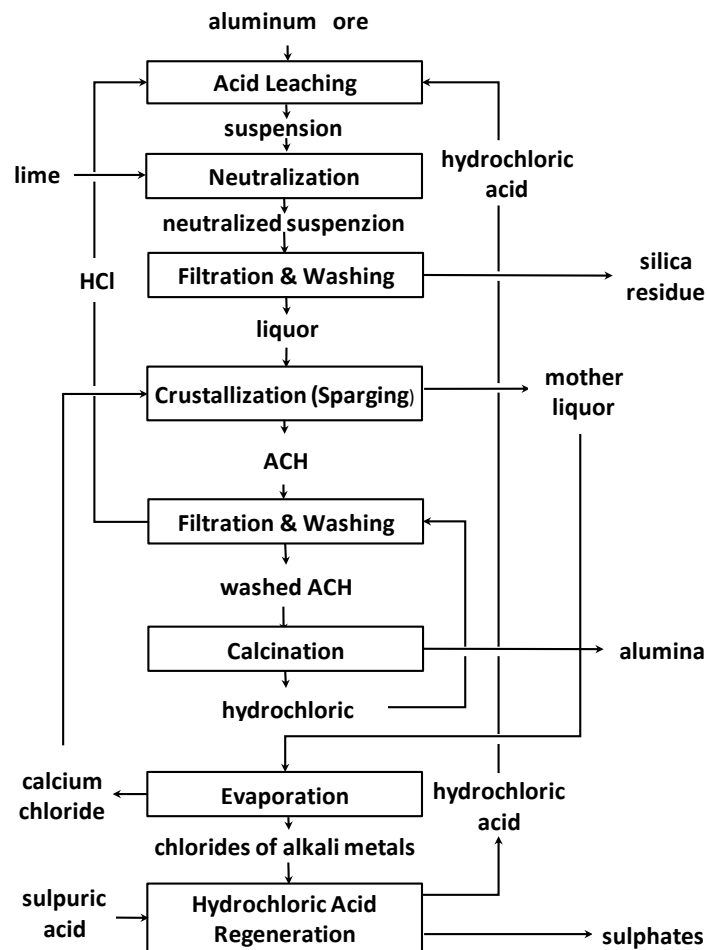 aluminum ore
Acid Leaching
suspension
hydrochloric
acid
lime
Neutralization
neutralized suspenzion
HCl
Filtration & Washing
silica
residue
liquor
Crustallization (Sparging)
mother
liquor
ACH
Filtration & Washing
washed ACH
Calcination
alumina
hydrochloric
calcium
chloride
Evaporation
hydrochloric
acid
chlorides of alkali metals
sulpuric
acid
Hydrochloric Acid
Regeneration
sulphates